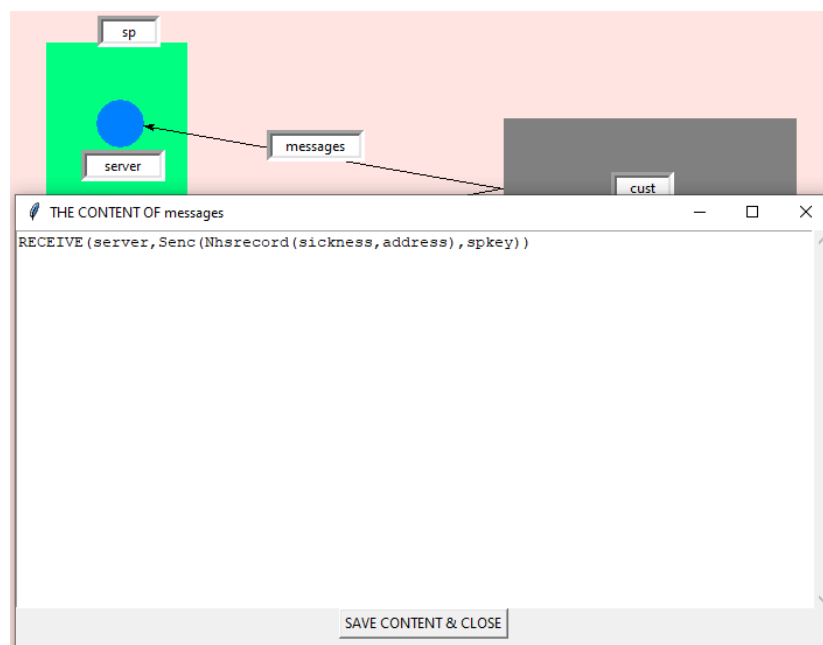 sp
messages
server
cust
THE CONTENT OF messages
RECEIVE(server,Senc(Nhsrecord(sickness,address),spkey))
SAVE CONTENT & CLOSE